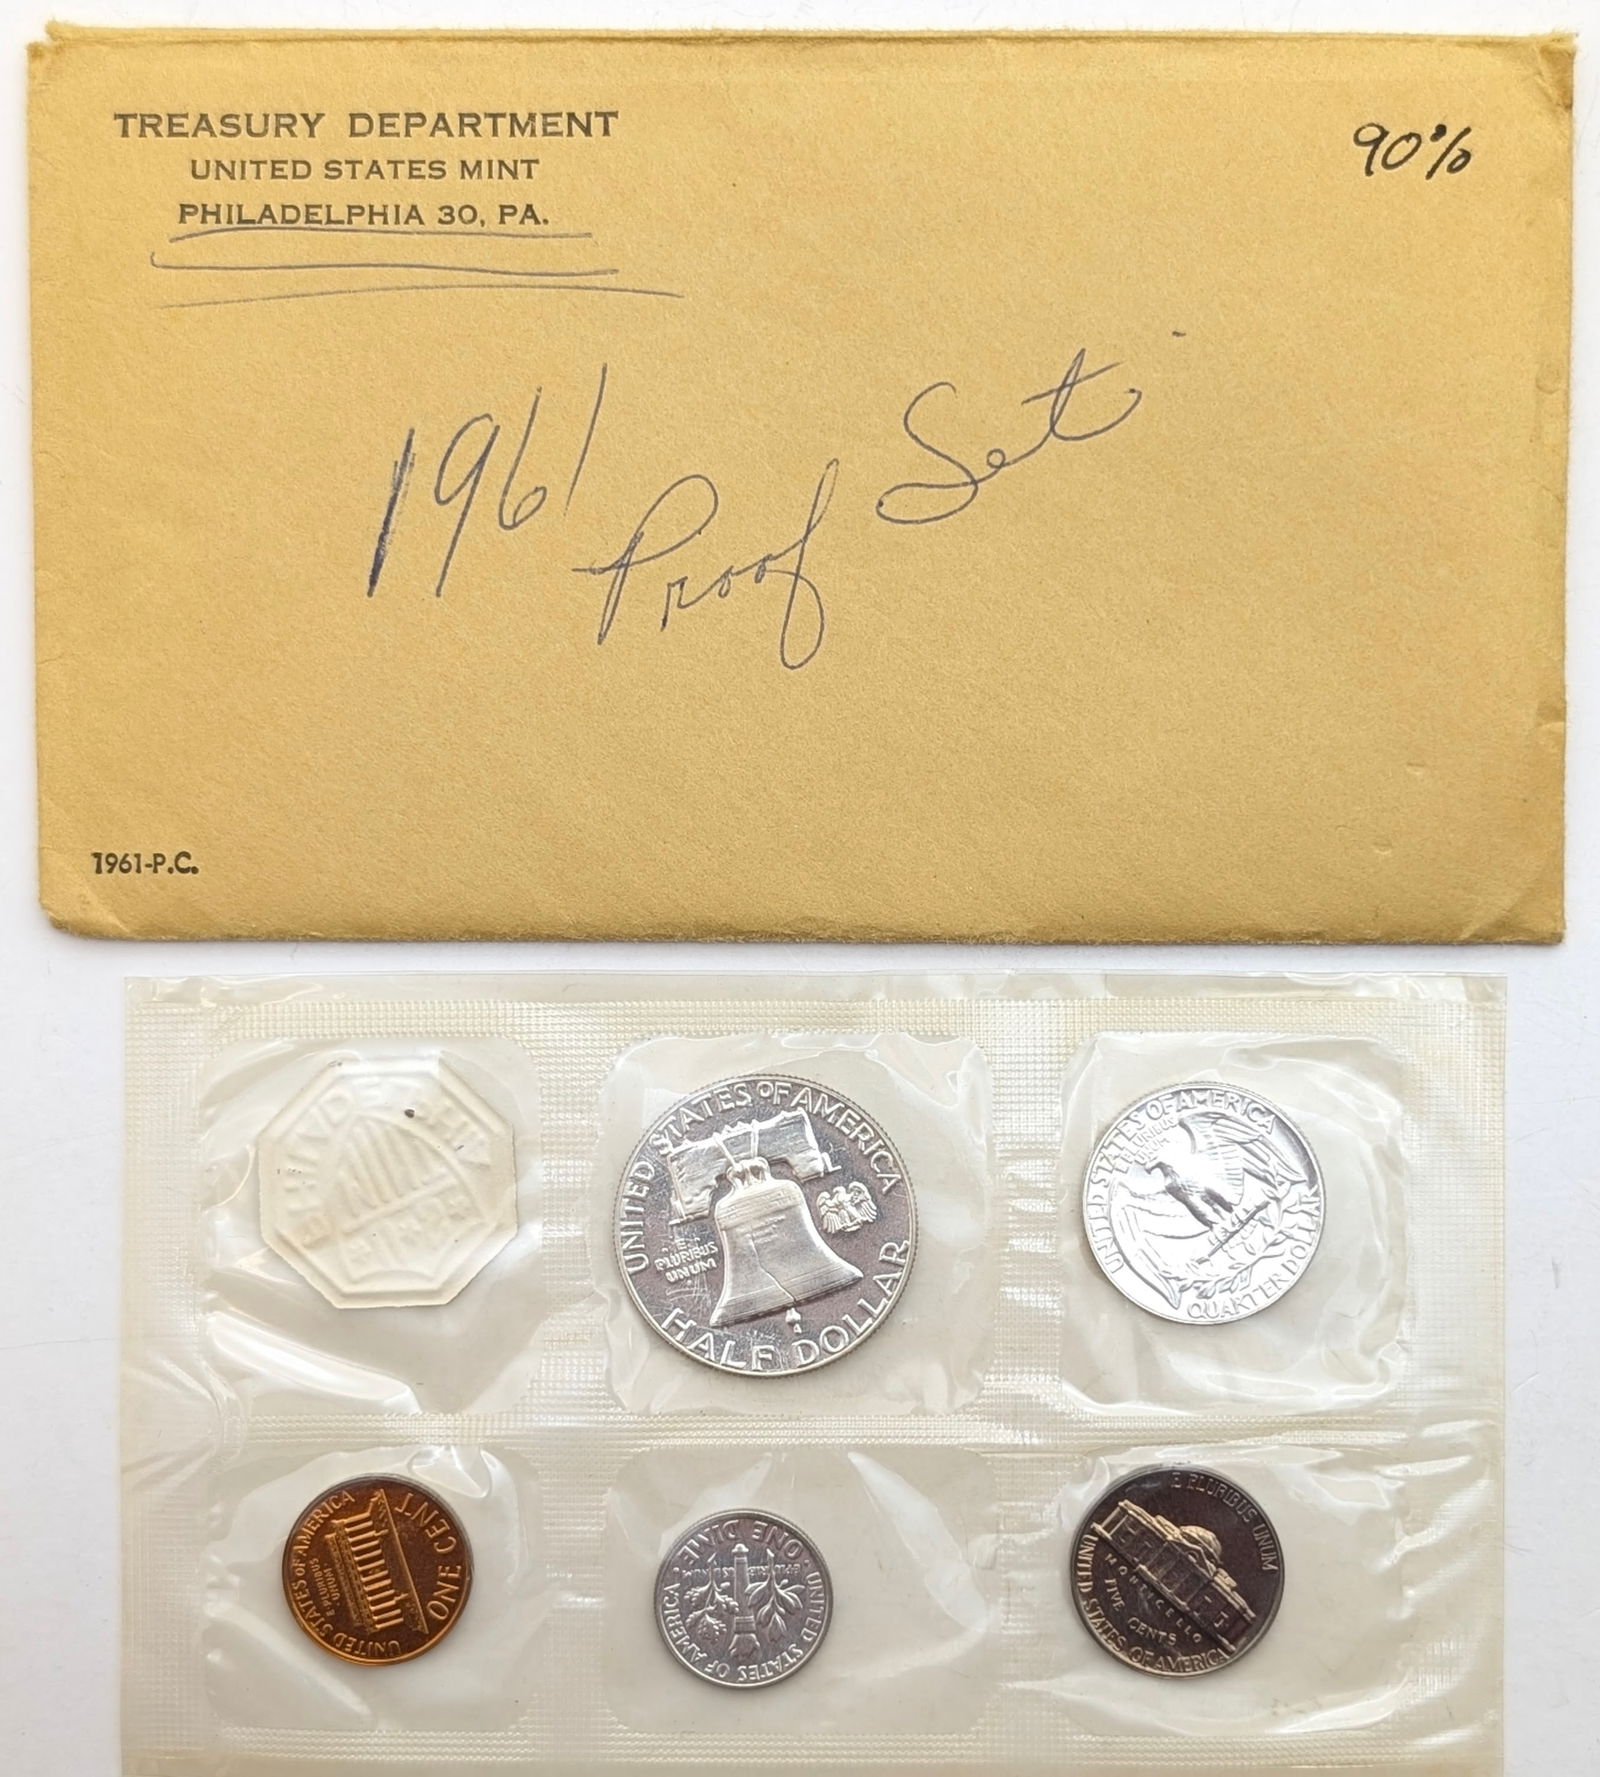 TREASURY DEPARTMENT
UNITED STATES MINT
PHILADELPHIA 30, PA.
90%
1961 Proof Set
1961-P.C.
UNITED STATES OF AMERICA
E
PLURIBUS
UNUM
HALF DOLLAR
UNITED STATES OF AMERICA
E PLURIBUS
UNUM
QUARTER DOLLAR
UNITED STATES OF AMERICA
E PLURIBUS
UNUM
ONE CENT
UNITED STATES OF AMERICA
ONE DIME
E PLURIBUS UNUM
MONTICELLO
FIVE CENTS
UNITED STATES OF AMERICA